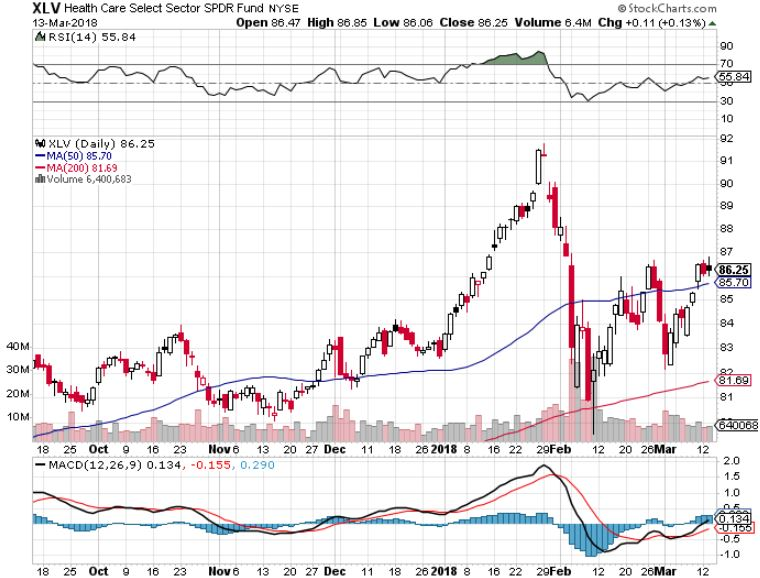 XLV Health Care Select Sector SPDR Fund NYSE © StockCharts.com
13-Mar-2018 Open 86.47 High 86.85 Low 86.06 Close 86.25 Volume 6.4M Chg +0.11 (+0.13%)
RSI(14) 55.84
90
70
55.84
50
30
10
XLV (Daily) 86.25
MA(50) 85.70
MA(200) 81.69
Volume 6,400,683
92
91
90
89
88
87
86.25
85.70
85
84
83
82
81.69
81
640068
40M
30M
20M
10M
18 25 Oct 9 16 23 Nov 6 13 20 27 Dec 11 18 26 2018 8 16 22 29 Feb 12 20 26 Mar 12
MACD(12,26,9) 0.134, -0.155, 0.290
2.0
1.5
1.0
0.5
0.134
-0.155
-0.5
-1.0
18 25 Oct 9 16 23 Nov 6 13 20 27 Dec 11 18 26 2018 8 16 22 29 Feb 12 20 26 Mar 12